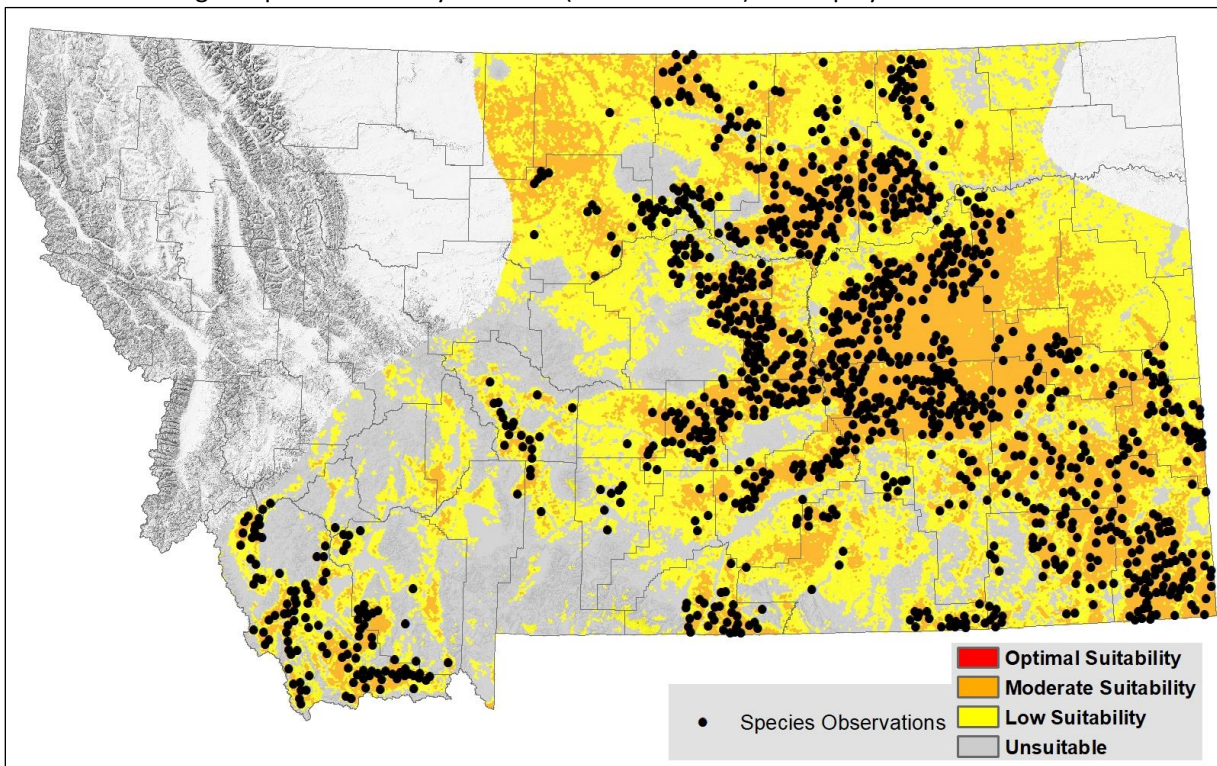 Species Observations
Optimal Suitability
Moderate Suitability
Low Suitability
Unsuitable